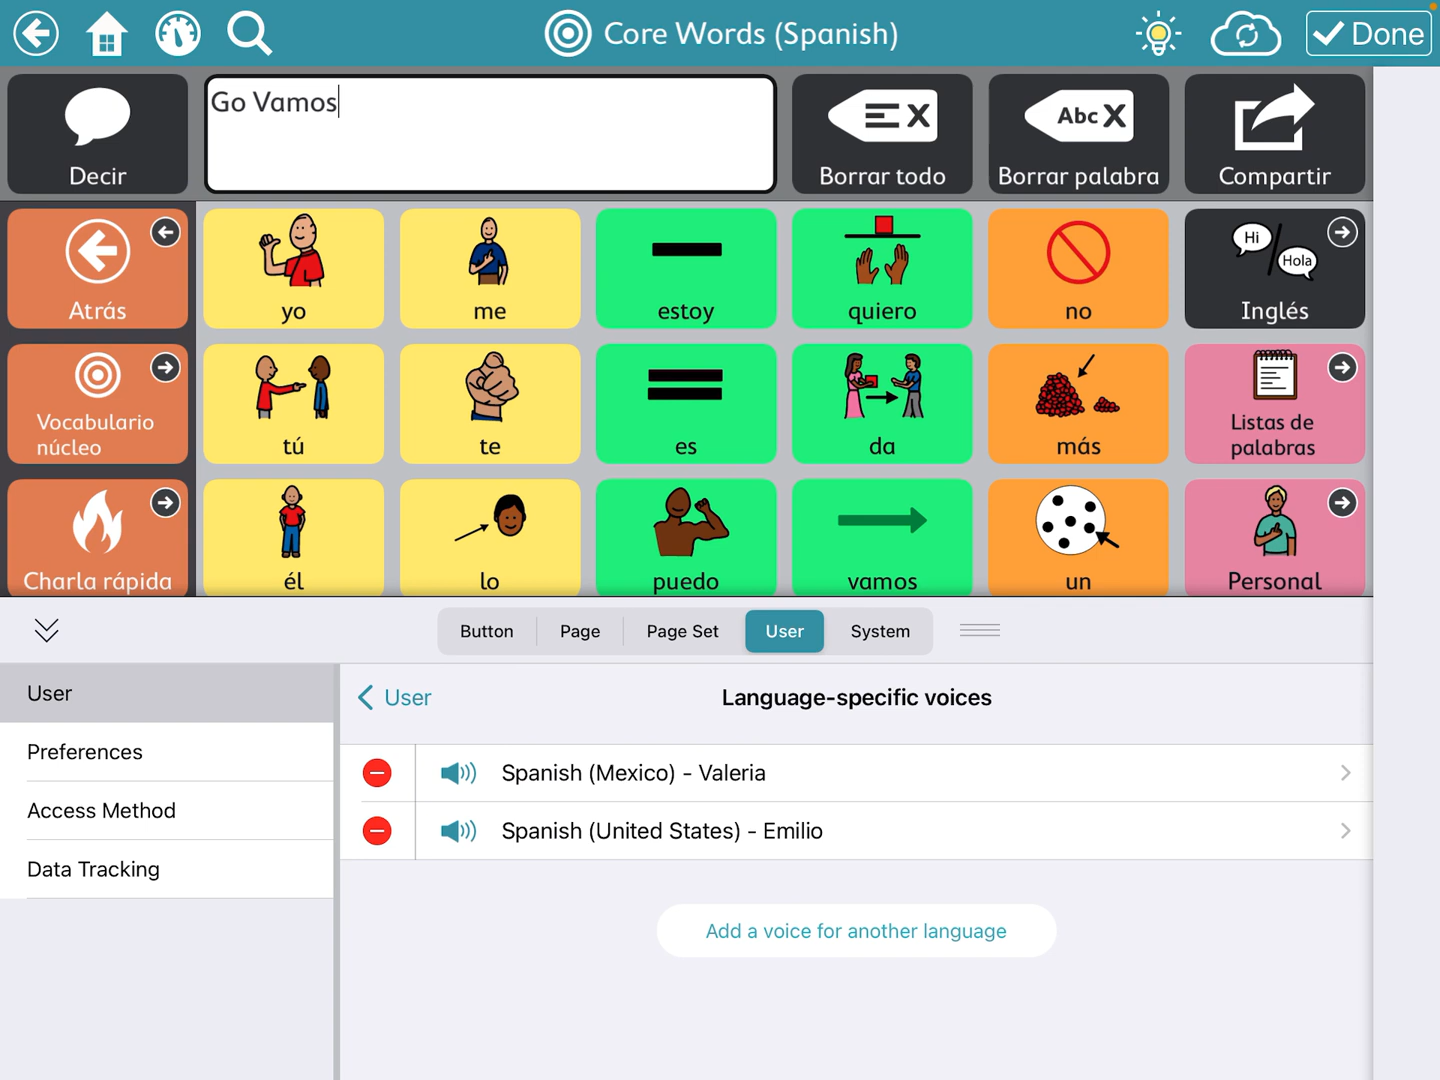 Core Words (Spanish)
Done
Decir
Go Vamos
Borrar todo
Abc
Borrar palabra
Compartir
Atrás
yo
me
estoy
quiero
no
Hi
Hola
Inglés
Vocabulario
núcleo
tú
te
es
da
más
Listas de
palabras
Charla rápida
él
lo
puedo
vamos
un
Personal
Button
Page
Page Set
User
System
User
Preferences
Access Method
Data Tracking
User
Language-specific voices
Spanish (Mexico) - Valeria
Spanish (United States) - Emilio
Add a voice for another language